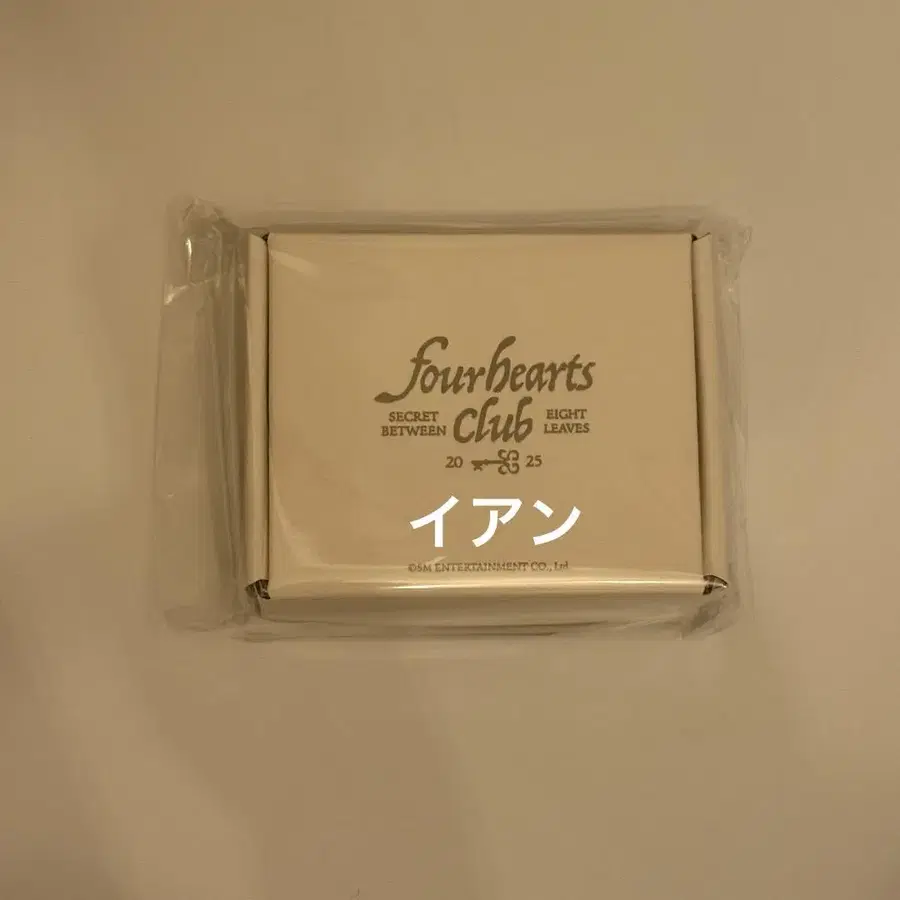 fourhearts
SECRET BETWEEN club EIGHT LEAVES
20 25
イアン
©SM ENTERTAINMENT CO., Ltd.